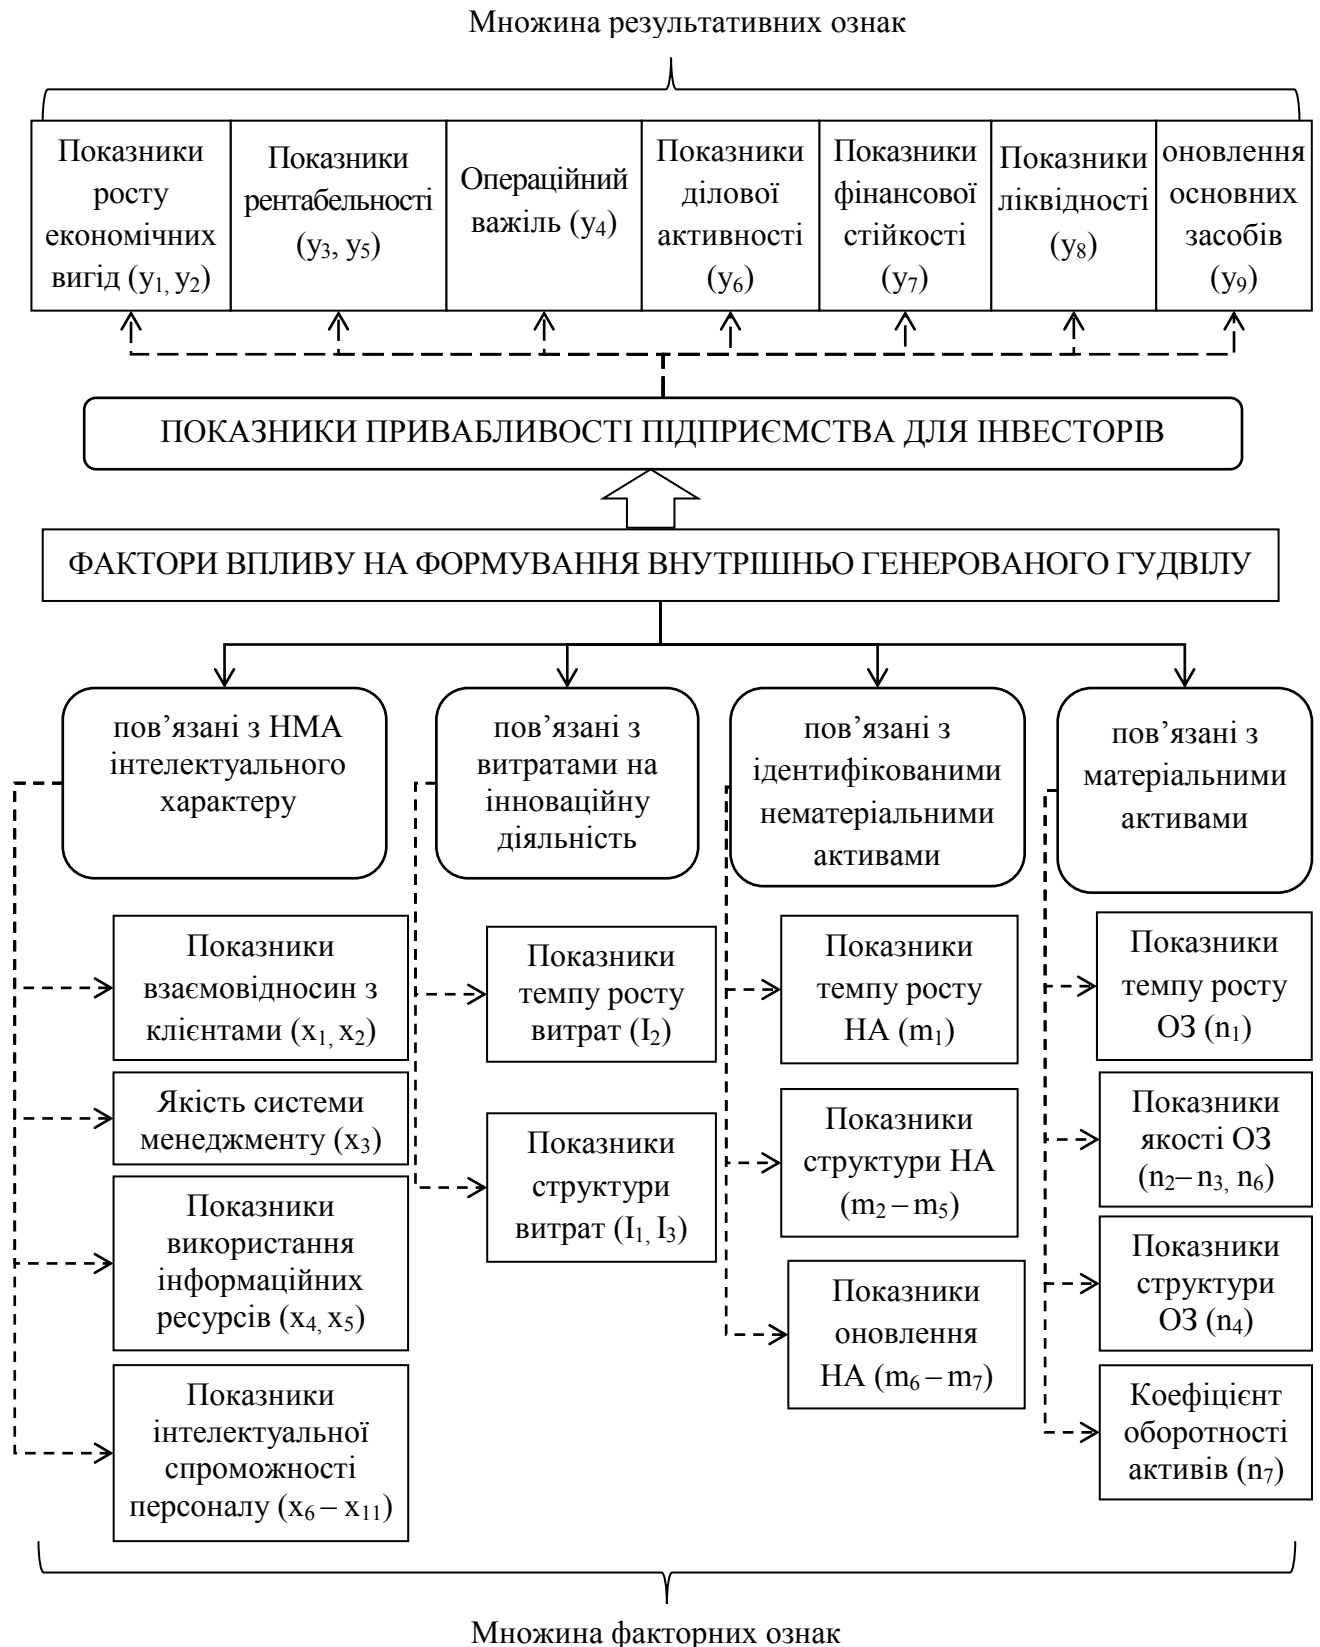 Множина результативних ознак
Показники
росту
економічних
вигід (y₁, y₂)
Показники
рентабельності
(y₃, y₅)
Операційний
важіль (y₄)
Показники
ділової
активності
(y₆)
Показники
фінансової
стійкості
(y₇)
Показники
ліквідності
(y₈)
оновлення
основних
засобів
(y₉)
ПОКАЗНИКИ ПРИВАБЛИВОСТІ ПІДПРИЄМСТВА ДЛЯ ІНВЕСТОРІВ
ФАКТОРИ ВПЛИВУ НА ФОРМУВАННЯ ВНУТРІШНЬО ГЕНЕРОВАНОГО ГУДВІЛУ
пов’язані з НМА
інтелектуального
характеру
пов’язані з
витратами на
інноваційну
діяльність
пов’язані з
ідентифікованими
нематеріальними
активами
пов’язані з
матеріальними
активами
Показники
взаємовідносин з
клієнтами (x₁, x₂)
Якість системи
менеджменту (x₃)
Показники
використання
інформаційних
ресурсів (x₄, x₅)
Показники
інтелектуальної
спроможності
персоналу (x₆ – x₁₁)
Показники
темпу росту
витрат (I₂)
Показники
структури
витрат (I₁, I₃)
Показники
темпу росту
НА (m₁)
Показники
структури НА
(m₂ – m₅)
Показники
оновлення
НА (m₆ – m₇)
Показники
темпу росту
ОЗ (n₁)
Показники
якості ОЗ
(n₂– n₃, n₆)
Показники
структури
ОЗ (n₄)
Коефіцієнт
оборотності
активів (n₇)
Множина факторних ознак